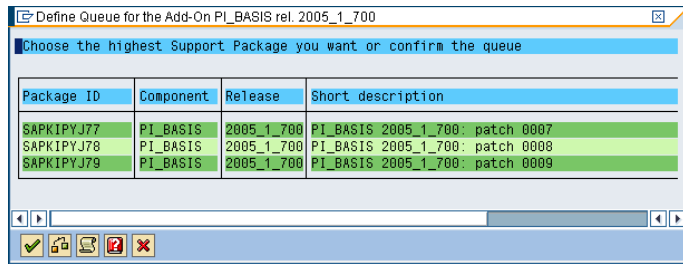 Define Queue for the Add-On PI_BASIS rel. 2005_1_700
Choose the highest Support Package you want or confirm the queue
Package ID Component Release Short description
SAPKIPYJ77 PI_BASIS 2005_1_700 PI_BASIS 2005_1_700: patch 0007
SAPKIPYJ78 PI_BASIS 2005_1_700 PI_BASIS 2005_1_700: patch 0008
SAPKIPYJ79 PI_BASIS 2005_1_700 PI_BASIS 2005_1_700: patch 0009